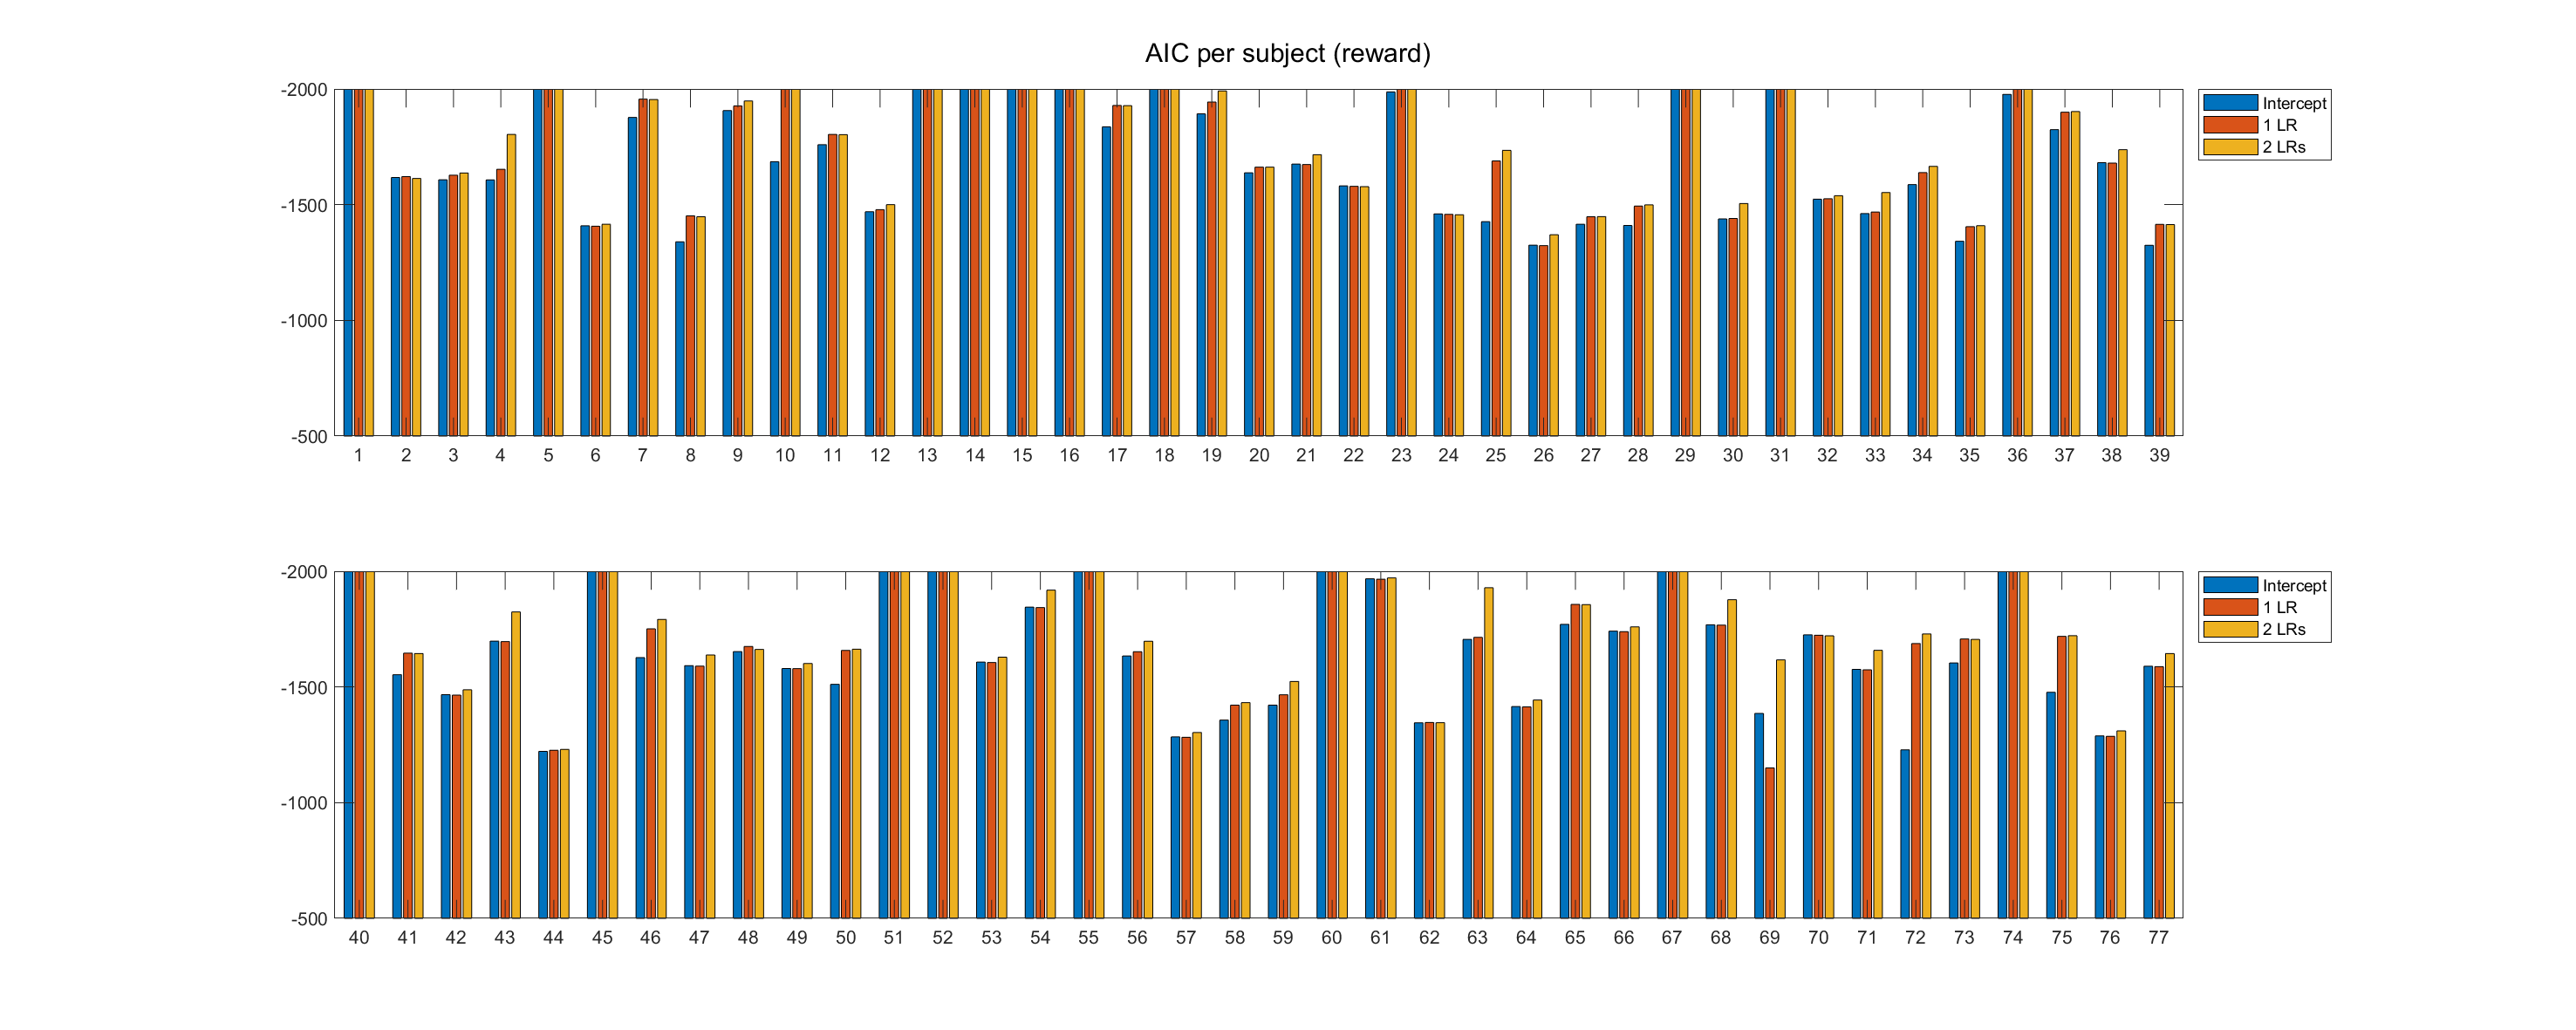 AIC per subject (reward)
-2000
-1500
-1000
-500
1 2 3 4 5 6 7 8 9 10 11 12 13 14 15 16 17 18 19 20 21 22 23 24 25 26 27 28 29 30 31 32 33 34 35 36 37 38 39
Intercept
1 LR
2 LRs
-2000
-1500
-1000
-500
40 41 42 43 44 45 46 47 48 49 50 51 52 53 54 55 56 57 58 59 60 61 62 63 64 65 66 67 68 69 70 71 72 73 74 75 76 77
Intercept
1 LR
2 LRs